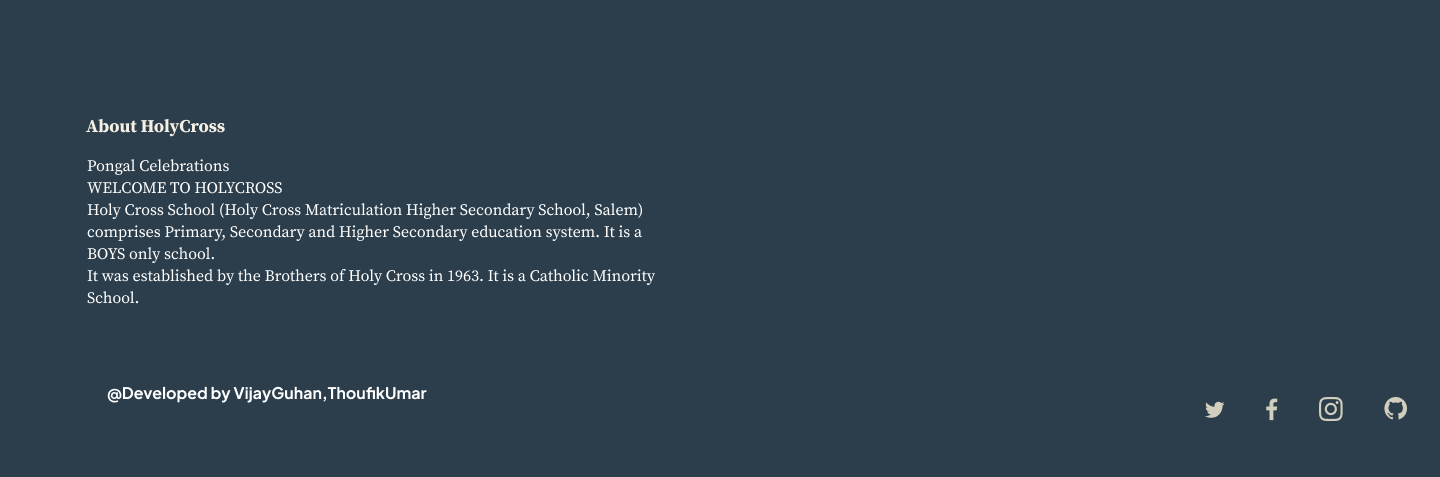 About HolyCross
Pongal Celebrations
WELCOME TO HOLYCROSS
Holy Cross School (Holy Cross Matriculation Higher Secondary School, Salem)
comprises Primary, Secondary and Higher Secondary education system. It is a
BOYS only school.
It was established by the Brothers of Holy Cross in 1963. It is a Catholic Minority
School.
@Developed by VijayGuhan,ThoufikUmar